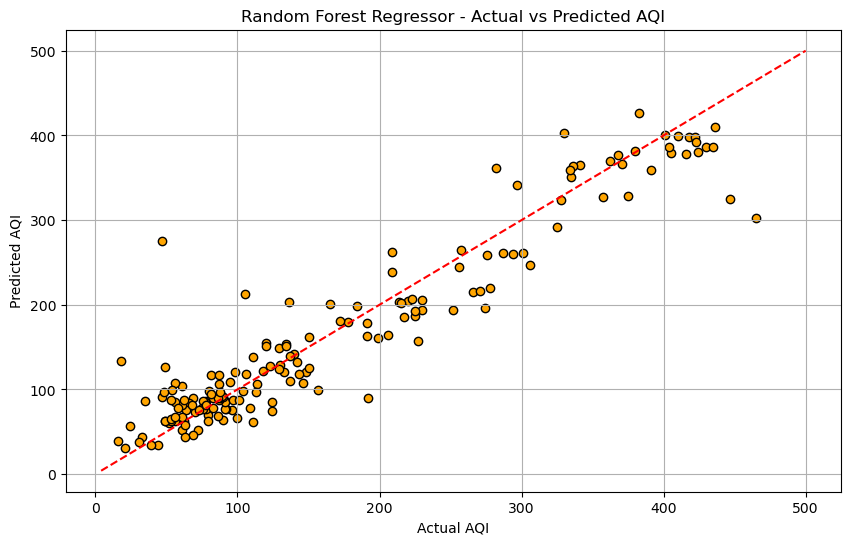 Random Forest Regressor - Actual vs Predicted AQI
500
400
300
200
100
0
Predicted AQI
0 100 200 300 400 500
Actual AQI